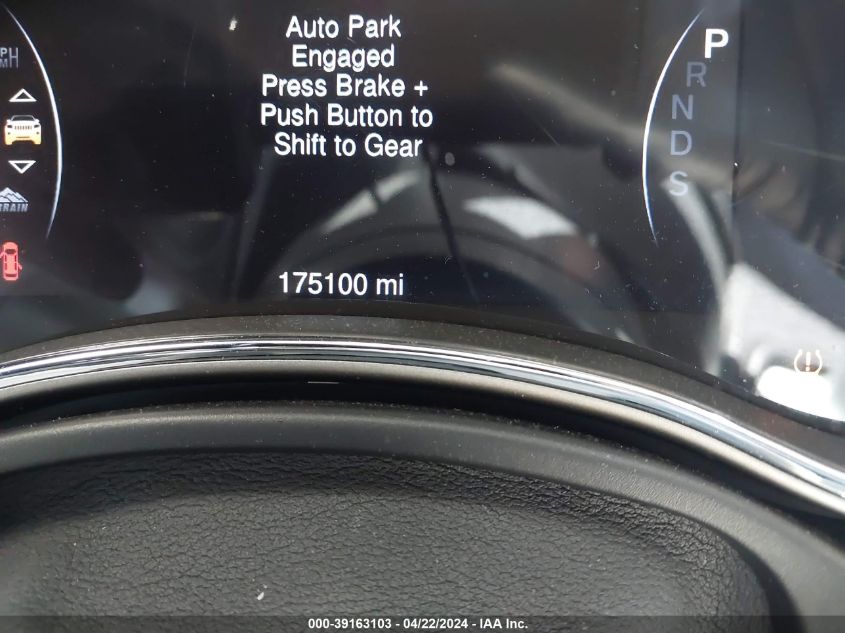 Auto Park
Engaged
Press Brake +
Push Button to
Shift to Gear
P
R
N
D
S
175100 mi
000-39163103 - 04/22/2024 - IAA Inc.